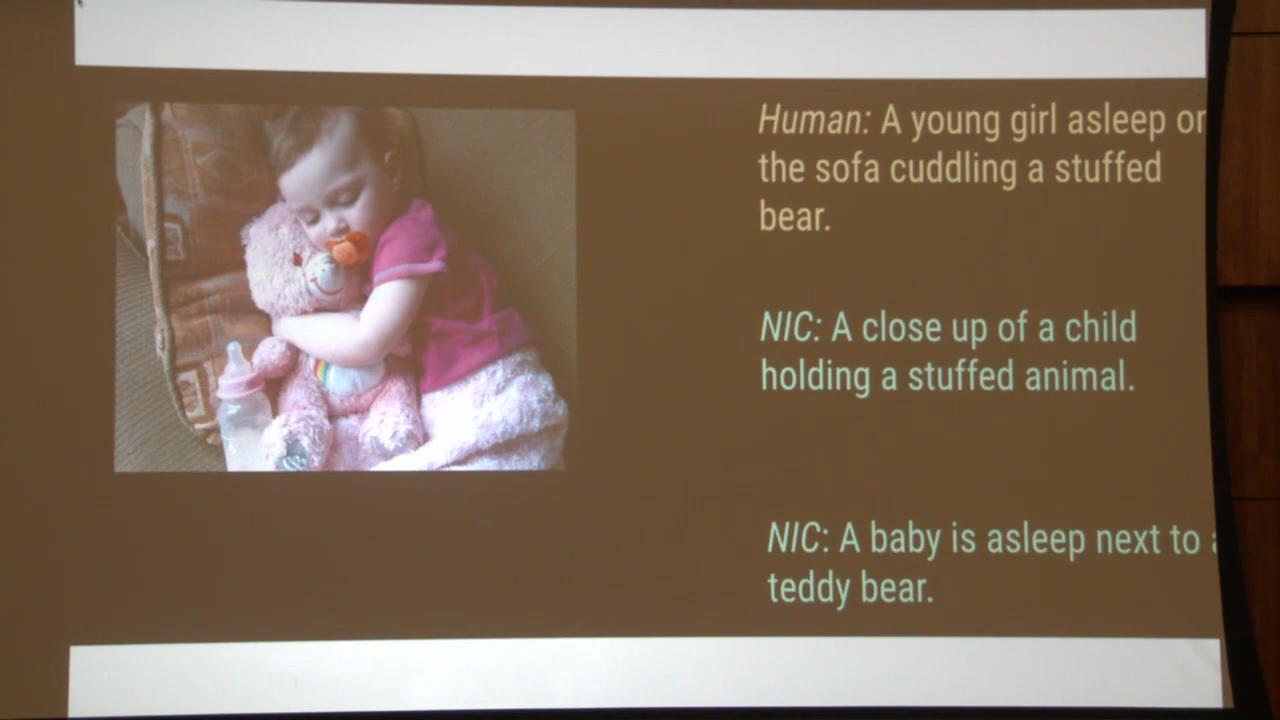 Human: A young girl asleep on
the sofa cuddling a stuffed
bear.
NIC: A close up of a child
holding a stuffed animal.
NIC: A baby is asleep next to a
teddy bear.